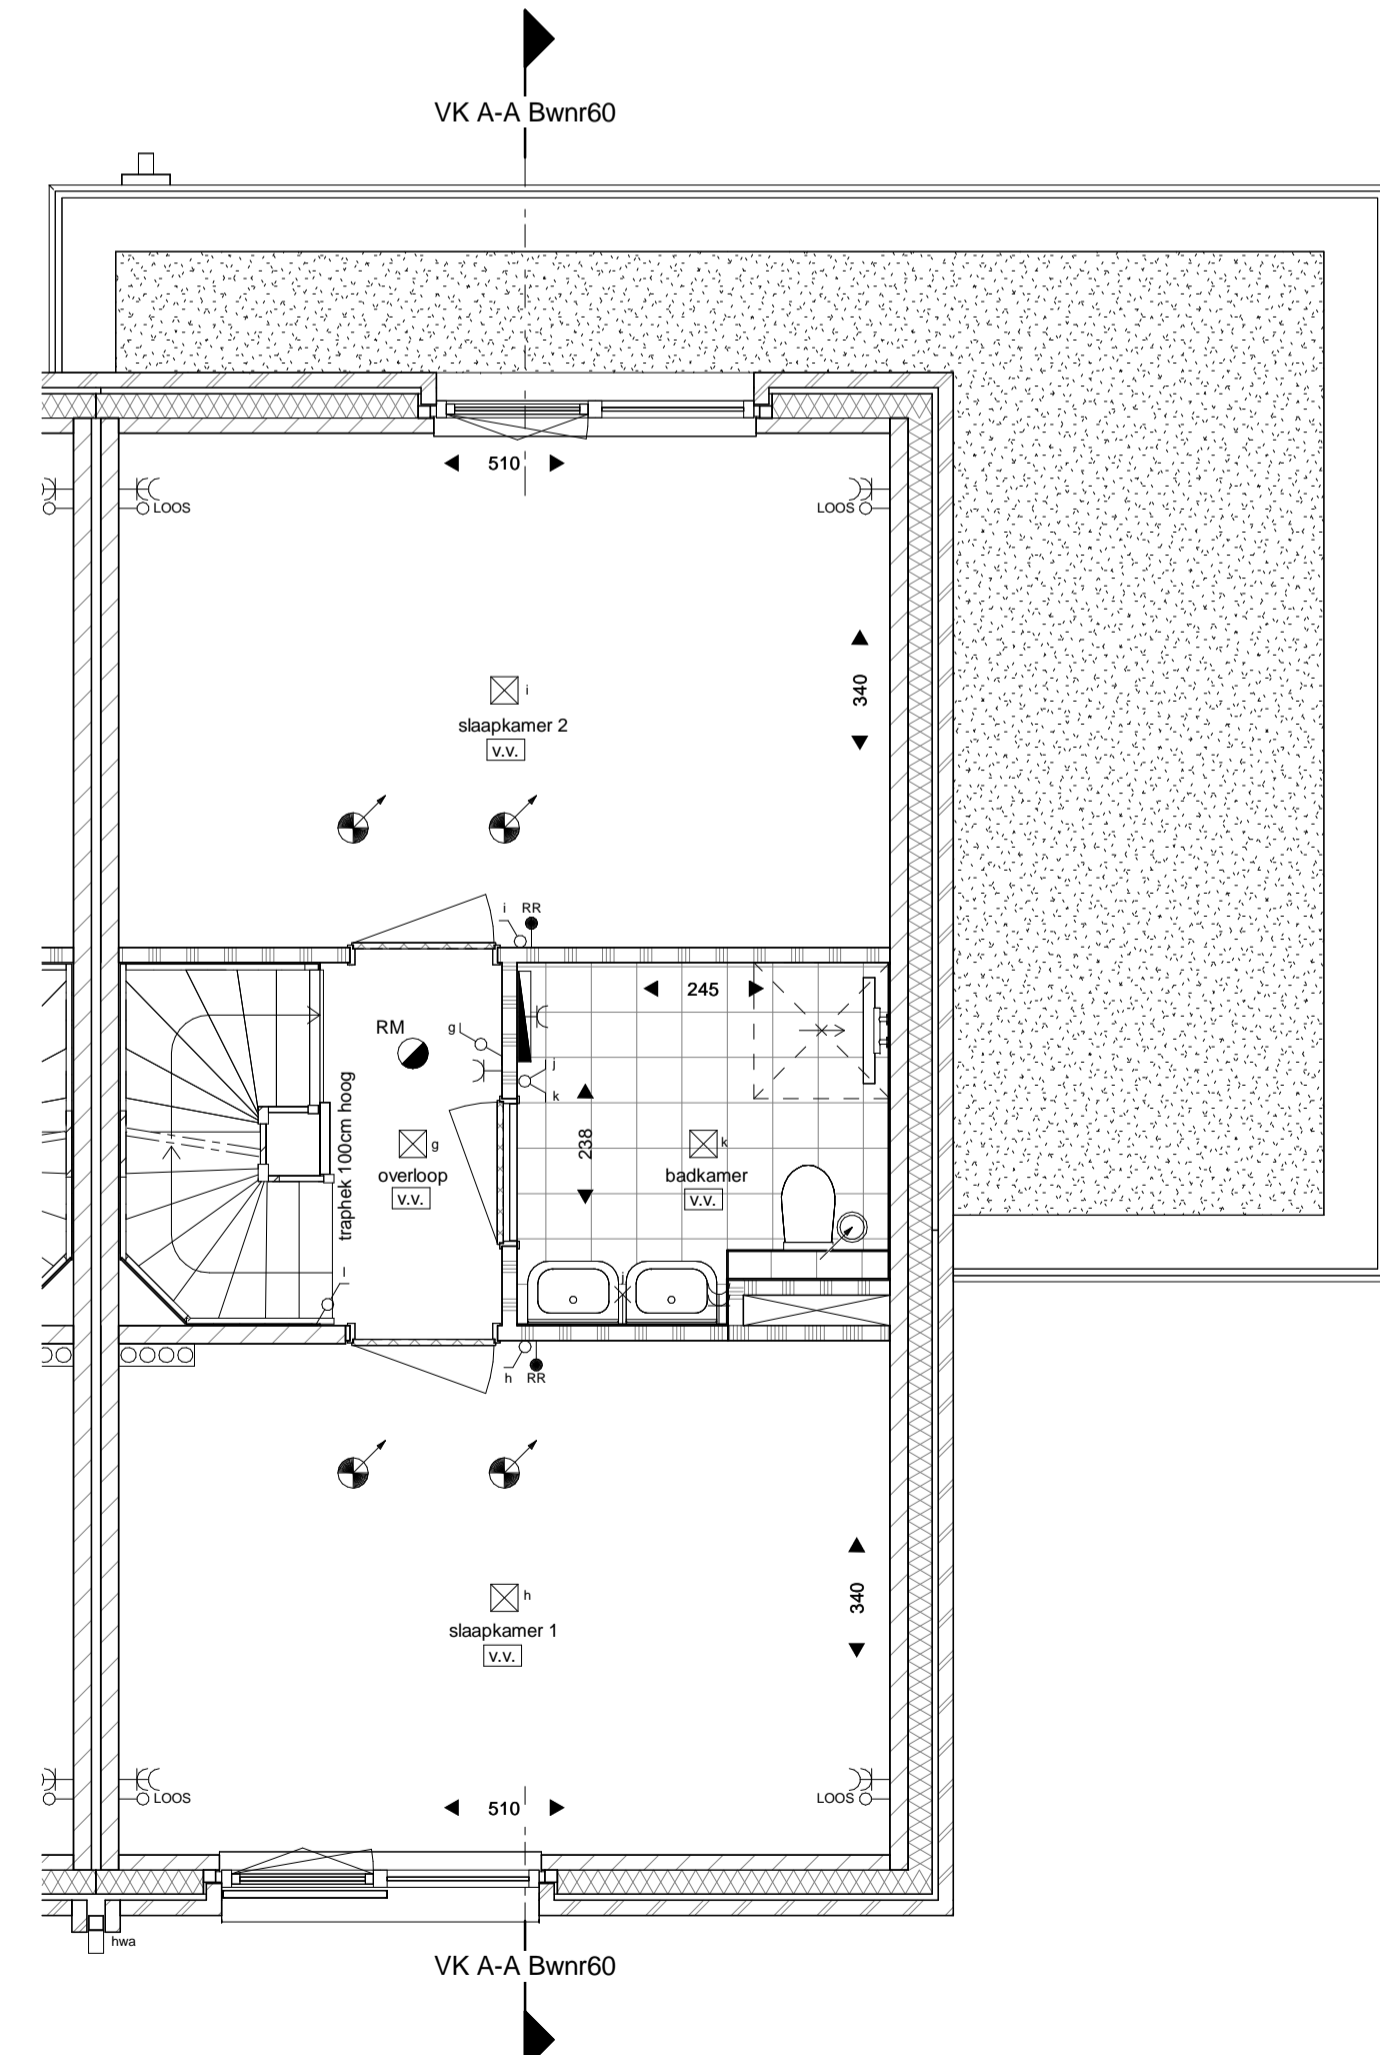 VK A-A Bwnr60
510
LOOS
LOOS
340
i
slaapkamer 2
v.v.
i RR
245
RM
g
j
k
traphek 100cm hoog
238
g
k
overloop
badkamer
v.v.
v.v.
l
h RR
h
340
slaapkamer 1
v.v.
LOOS
510
LOOS
hwa
VK A-A Bwnr60